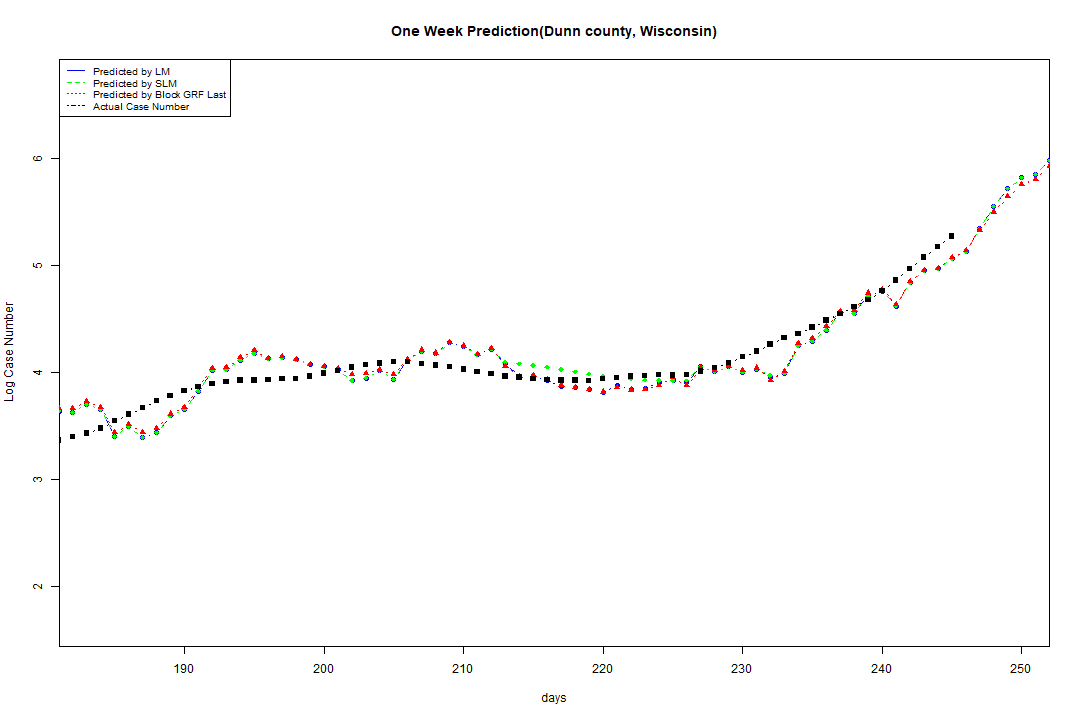 One Week Prediction(Dunn county, Wisconsin)
Predicted by LM
Predicted by SLM
Predicted by Block GRF Last
Actual Case Number
6
5
4
3
2
Log Case Number
190 200 210 220 230 240 250
days